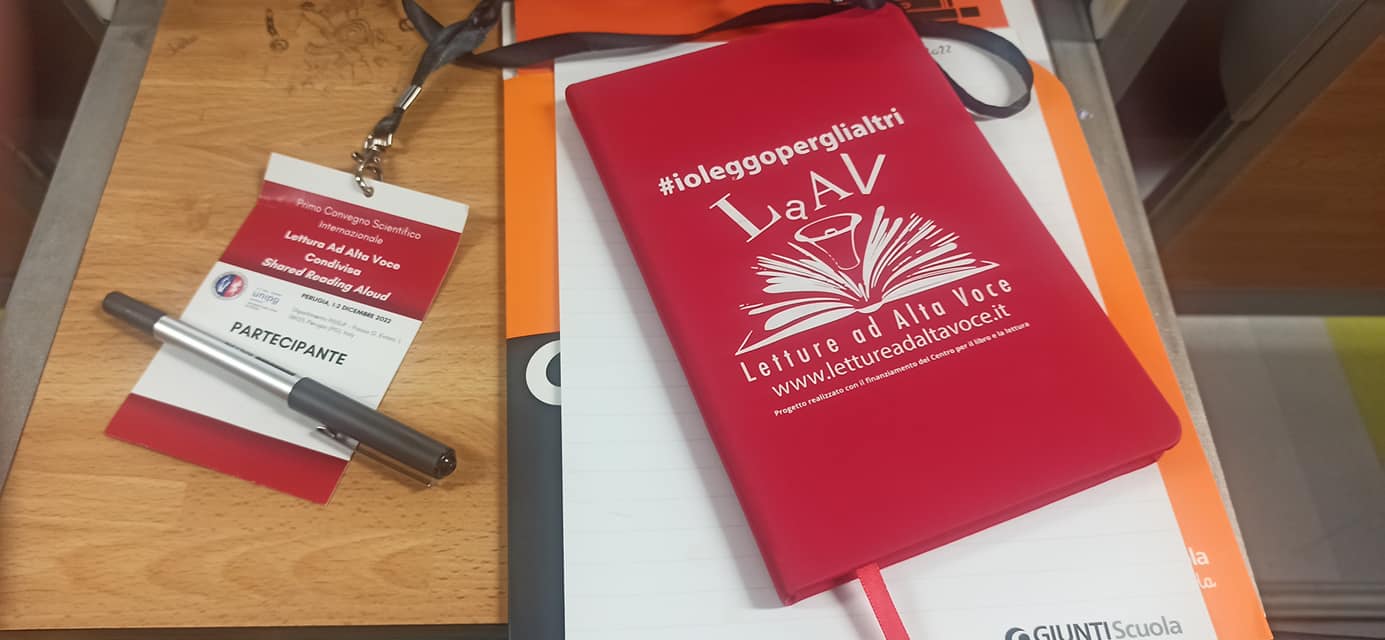 Primo Convegno Scientifico
Internazionale
Lettura Ad Alta Voce
Condivisa
Shared Reading Aloud
unipg
PERUGIA, 1-2 DICEMBRE 2022
PARTECIPANTE
#ioleggoperglialtri
LaAV
Letture ad Alta Voce
www.lettureadaltavoce.it
Progetto realizzato con il finanziamento del Centro per il libro e la lettura
GIUNTI Scuola